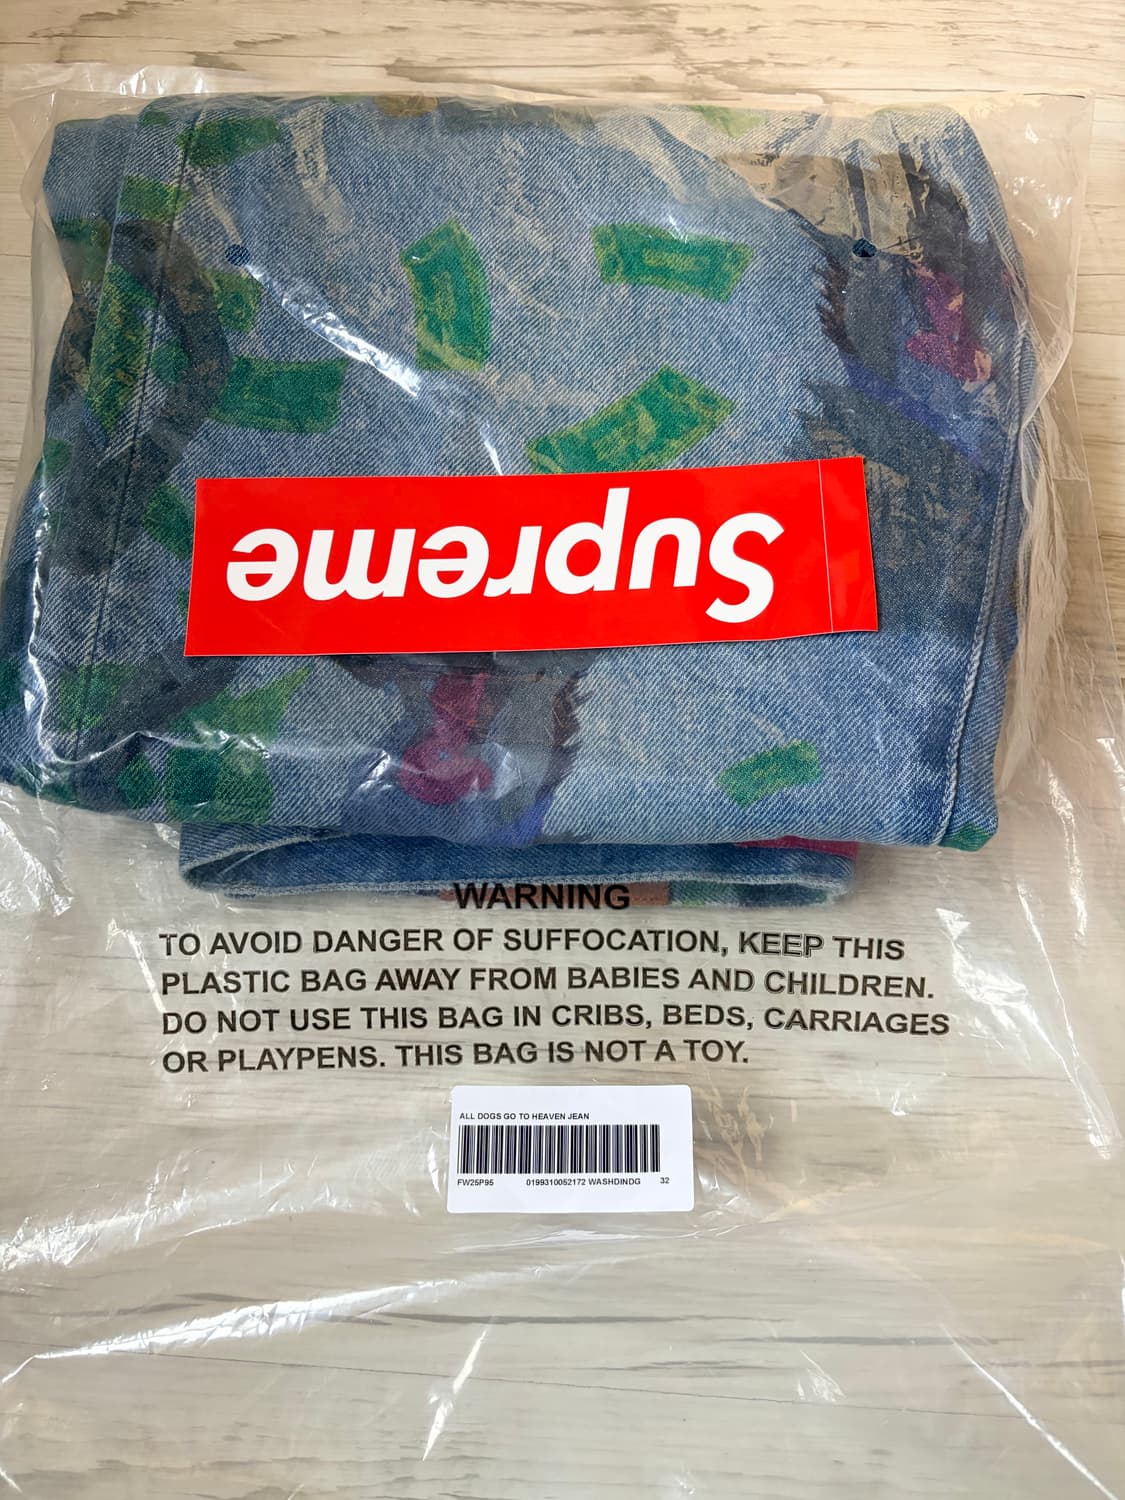 Supreme
WARNING
TO AVOID DANGER OF SUFFOCATION, KEEP THIS
PLASTIC BAG AWAY FROM BABIES AND CHILDREN.
DO NOT USE THIS BAG IN CRIBS, BEDS, CARRIAGES
OR PLAYPENS. THIS BAG IS NOT A TOY.
ALL DOGS GO TO HEAVEN JEAN
FW25P95 0199310052172 WASHDINDG 32